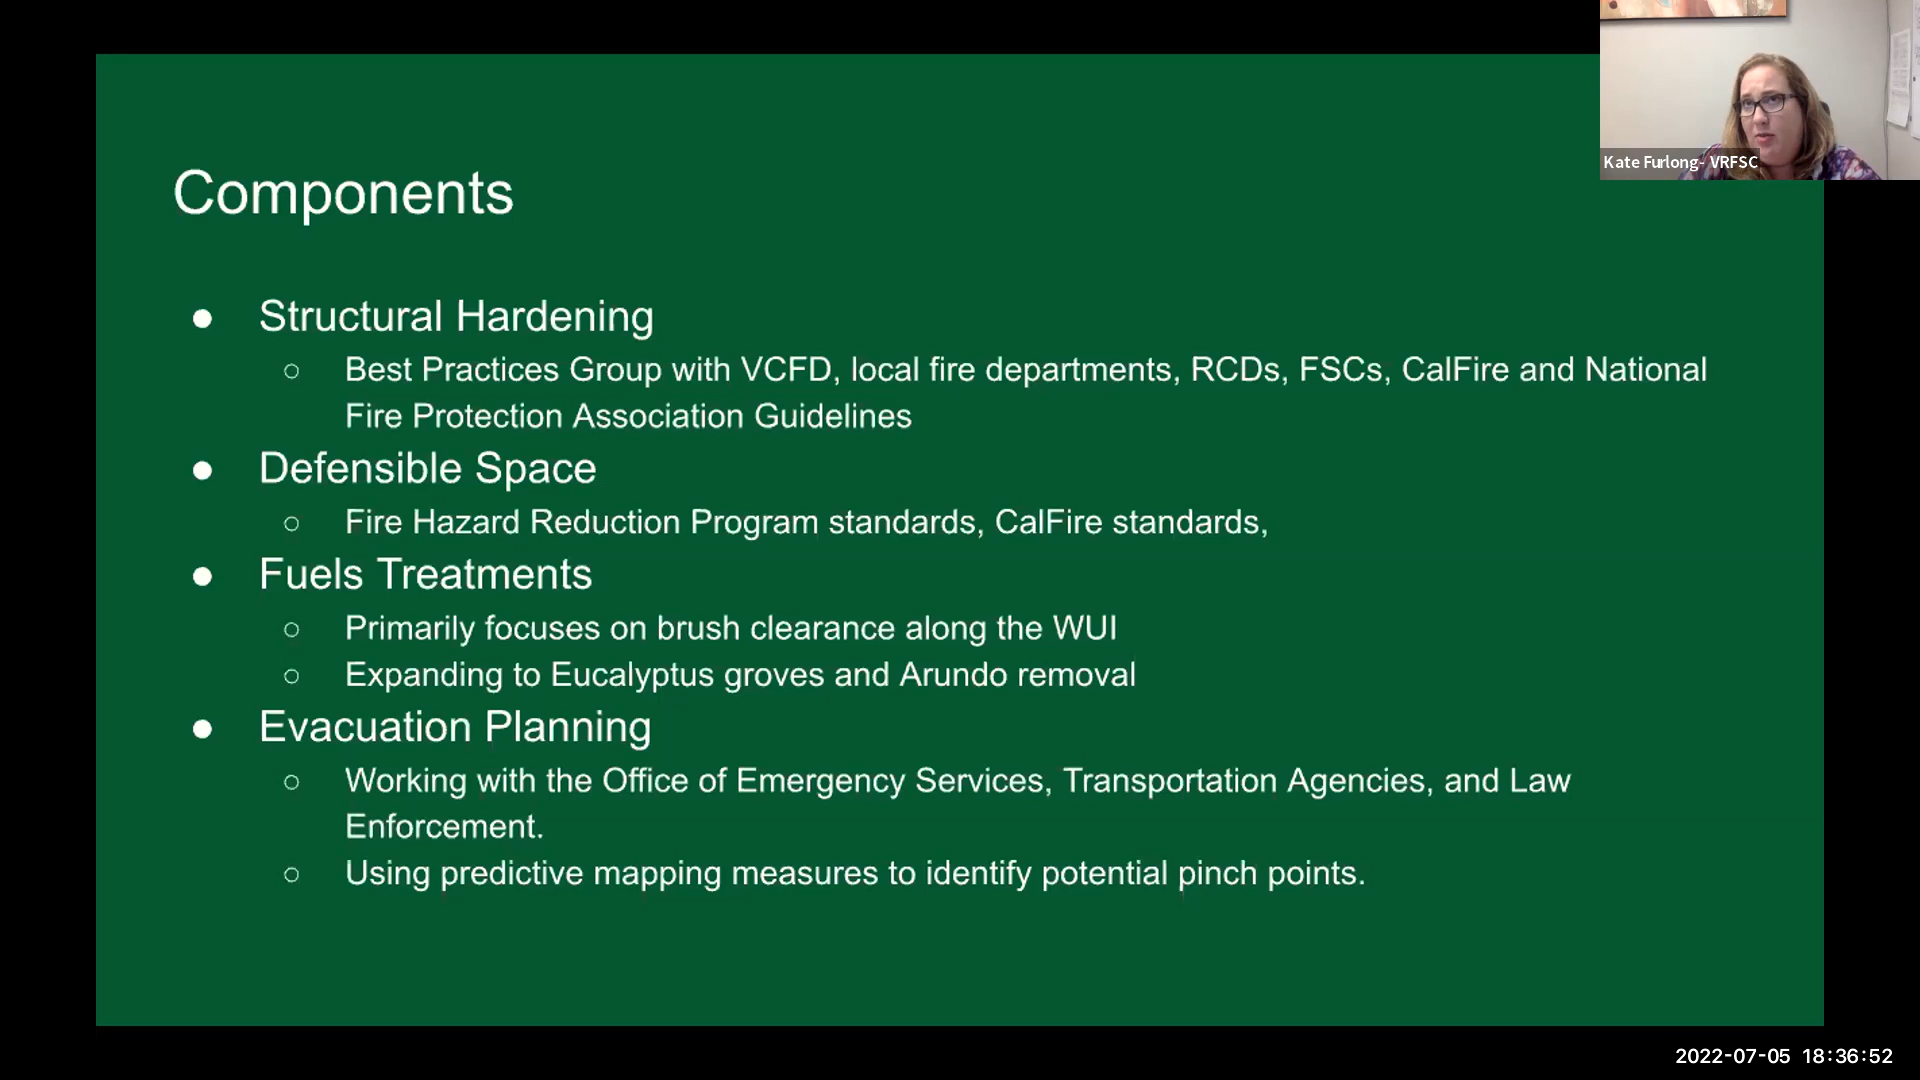 Components
● Structural Hardening
○ Best Practices Group with VCFD, local fire departments, RCDs, FSCs, CalFire and National
Fire Protection Association Guidelines
● Defensible Space
○ Fire Hazard Reduction Program standards, CalFire standards,
● Fuels Treatments
○ Primarily focuses on brush clearance along the WUI
○ Expanding to Eucalyptus groves and Arundo removal
● Evacuation Planning
○ Working with the Office of Emergency Services, Transportation Agencies, and Law
Enforcement.
○ Using predictive mapping measures to identify potential pinch points.
Kate Furlong- VRFSC
2022-07-05 18:36:52